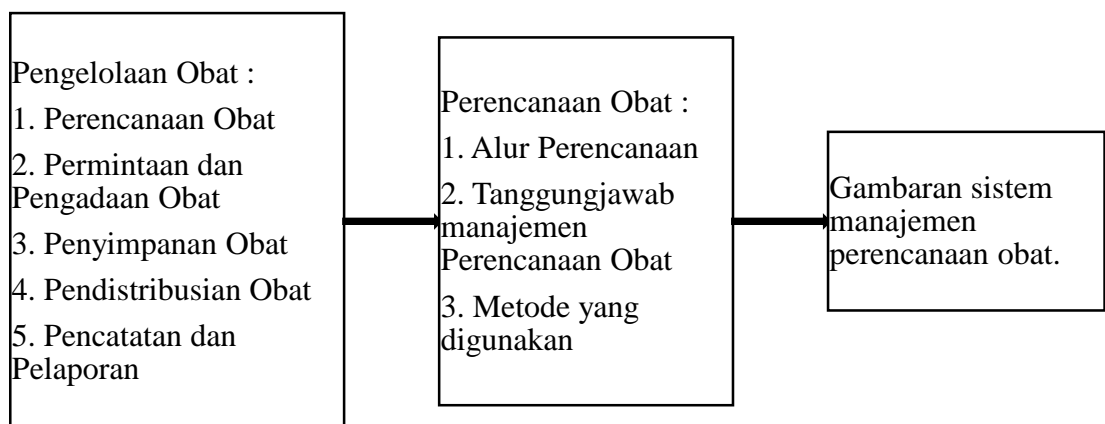 Pengelolaan Obat :
1. Perencanaan Obat
2. Permintaan dan
Pengadaan Obat
3. Penyimpanan Obat
4. Pendistribusian Obat
5. Pencatatan dan
Pelaporan
Perencanaan Obat :
1. Alur Perencanaan
2. Tanggungjawab
manajemen
Perencanaan Obat
3. Metode yang
digunakan
Gambaran sistem
manajemen
perencanaan obat.